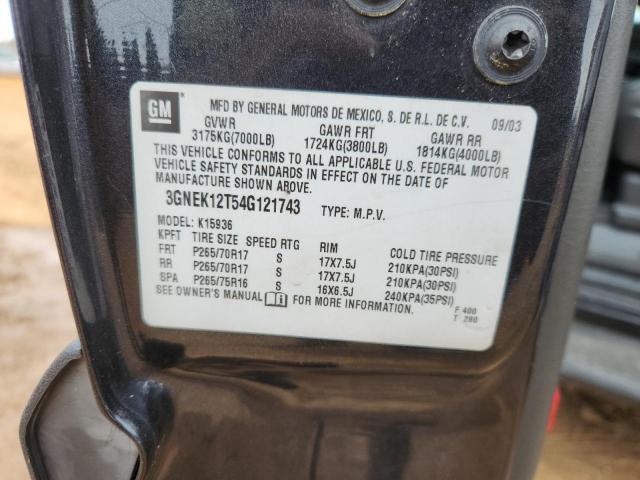 GM
MFD BY GENERAL MOTORS DE MEXICO, S. DE R.L. DE C.V. 09/03
GVWR GAWR FRT GAWR RR
3175KG(7000LB) 1724KG(3800LB) 1814KG(4000LB)
THIS VEHICLE CONFORMS TO ALL APPLICABLE U.S. FEDERAL MOTOR
VEHICLE SAFETY STANDARDS IN EFFECT ON THE DATE OF
MANUFACTURE SHOWN ABOVE.
3GNEK12T54G121743 TYPE: M.P.V.
MODEL: K15936
KPFT TIRE SIZE SPEED RTG RIM COLD TIRE PRESSURE
FRT P265/70R17 S 17X7.5J 210KPA(30PSI)
RR P265/70R17 S 17X7.5J 210KPA(30PSI)
SPA P265/75R16 S 16X6.5J 240KPA(35PSI)
SEE OWNER'S MANUAL FOR MORE INFORMATION
F 400
T 280